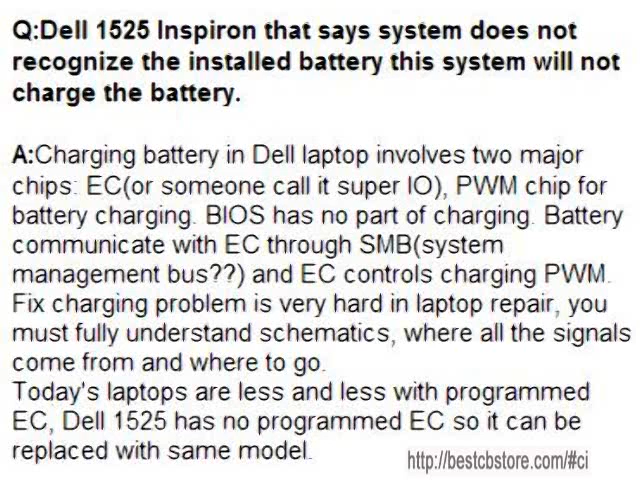 Q:Dell 1525 Inspiron that says system does not
recognize the installed battery this system will not
charge the battery.
A:Charging battery in Dell laptop involves two major
chips: EC(or someone call it super IO), PWM chip for
battery charging. BIOS has no part of charging. Battery
communicate with EC through SMB(system
management bus??) and EC controls charging PWM.
Fix charging problem is very hard in laptop repair, you
must fully understand schematics, where all the signals
come from and where to go.
Today's laptops are less and less with programmed
EC, Dell 1525 has no programmed EC so it can be
replaced with same model.
http://bestcbstore.com/#ci